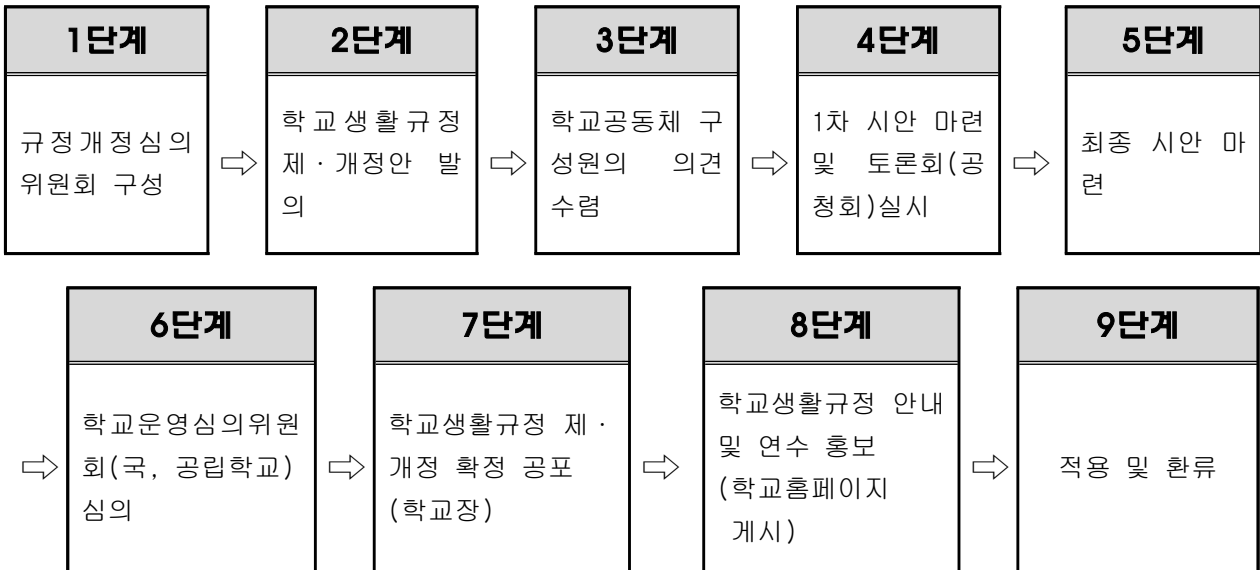 1단계
규정개정심의
위원회 구성
2단계
학교생활규정
제 · 개정안 발
의
3단계
학교공동체 구
성원의 의견
수렴
4단계
1차 시안 마련
및 토론회(공
청회)실시
5단계
최종 시안 마
련
6단계
학교운영심의위원
회(국, 공립학교)
심의
7단계
학교생활규정 제 ·
개정 확정 공포
(학교장)
8단계
학교생활규정 안내
및 연수 홍보
(학교홈페이지
게시)
9단계
적용 및 환류